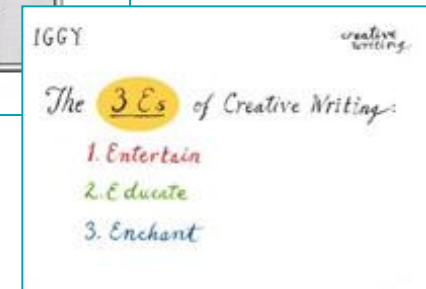 IGGY
creative
writing
The 3 Es of Creative Writing:
1. Entertain
2. Educate
3. Enchant